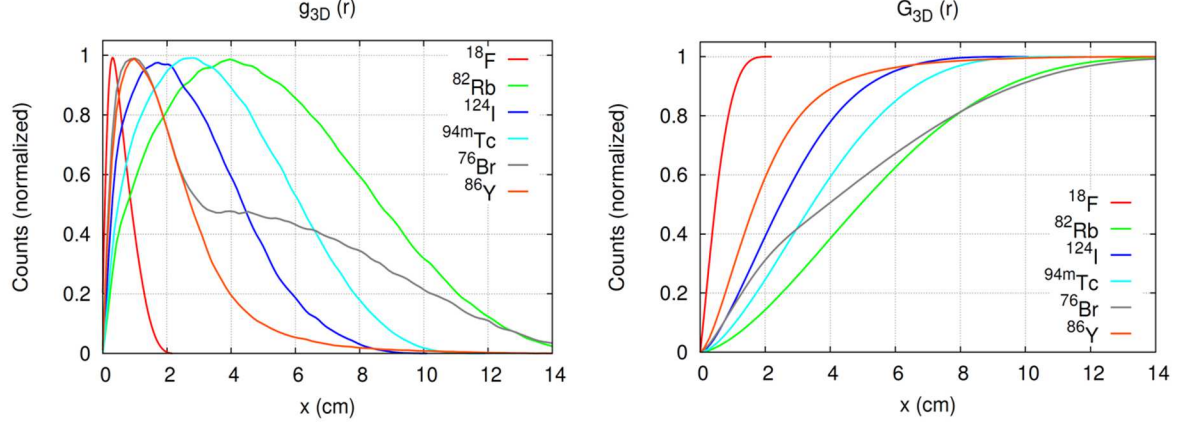 g3D (r)
Counts (normalized)
1
0.8
0.6
0.4
0.2
0
0 2 4 6 8 10 12 14
x (cm)
18F
82Rb
124I
94mTc
76Br
86Y
G3D (r)
Counts (normalized)
1
0.8
0.6
0.4
0.2
0
0 2 4 6 8 10 12 14
x (cm)
18F
82Rb
124I
94mTc
76Br
86Y